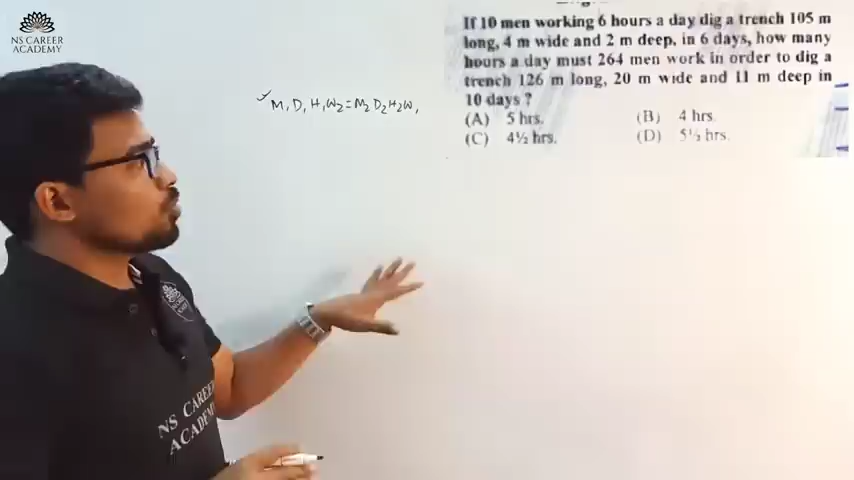 NS CAREER
ACADEMY
If 10 men working 6 hours a day dig a trench 105 m
long, 4 m wide and 2 m deep, in 6 days, how many
hours a day must 264 men work in order to dig a
trench 126 m long, 20 m wide and 11 m deep in
10 days ?
(A) 5 hrs. (B) 4 hrs.
(C) 4½ hrs. (D) 5½ hrs.
✓M₁D₁H₁W₂=M₂D₂H₂W₁
NS CAREER
ACADEMY